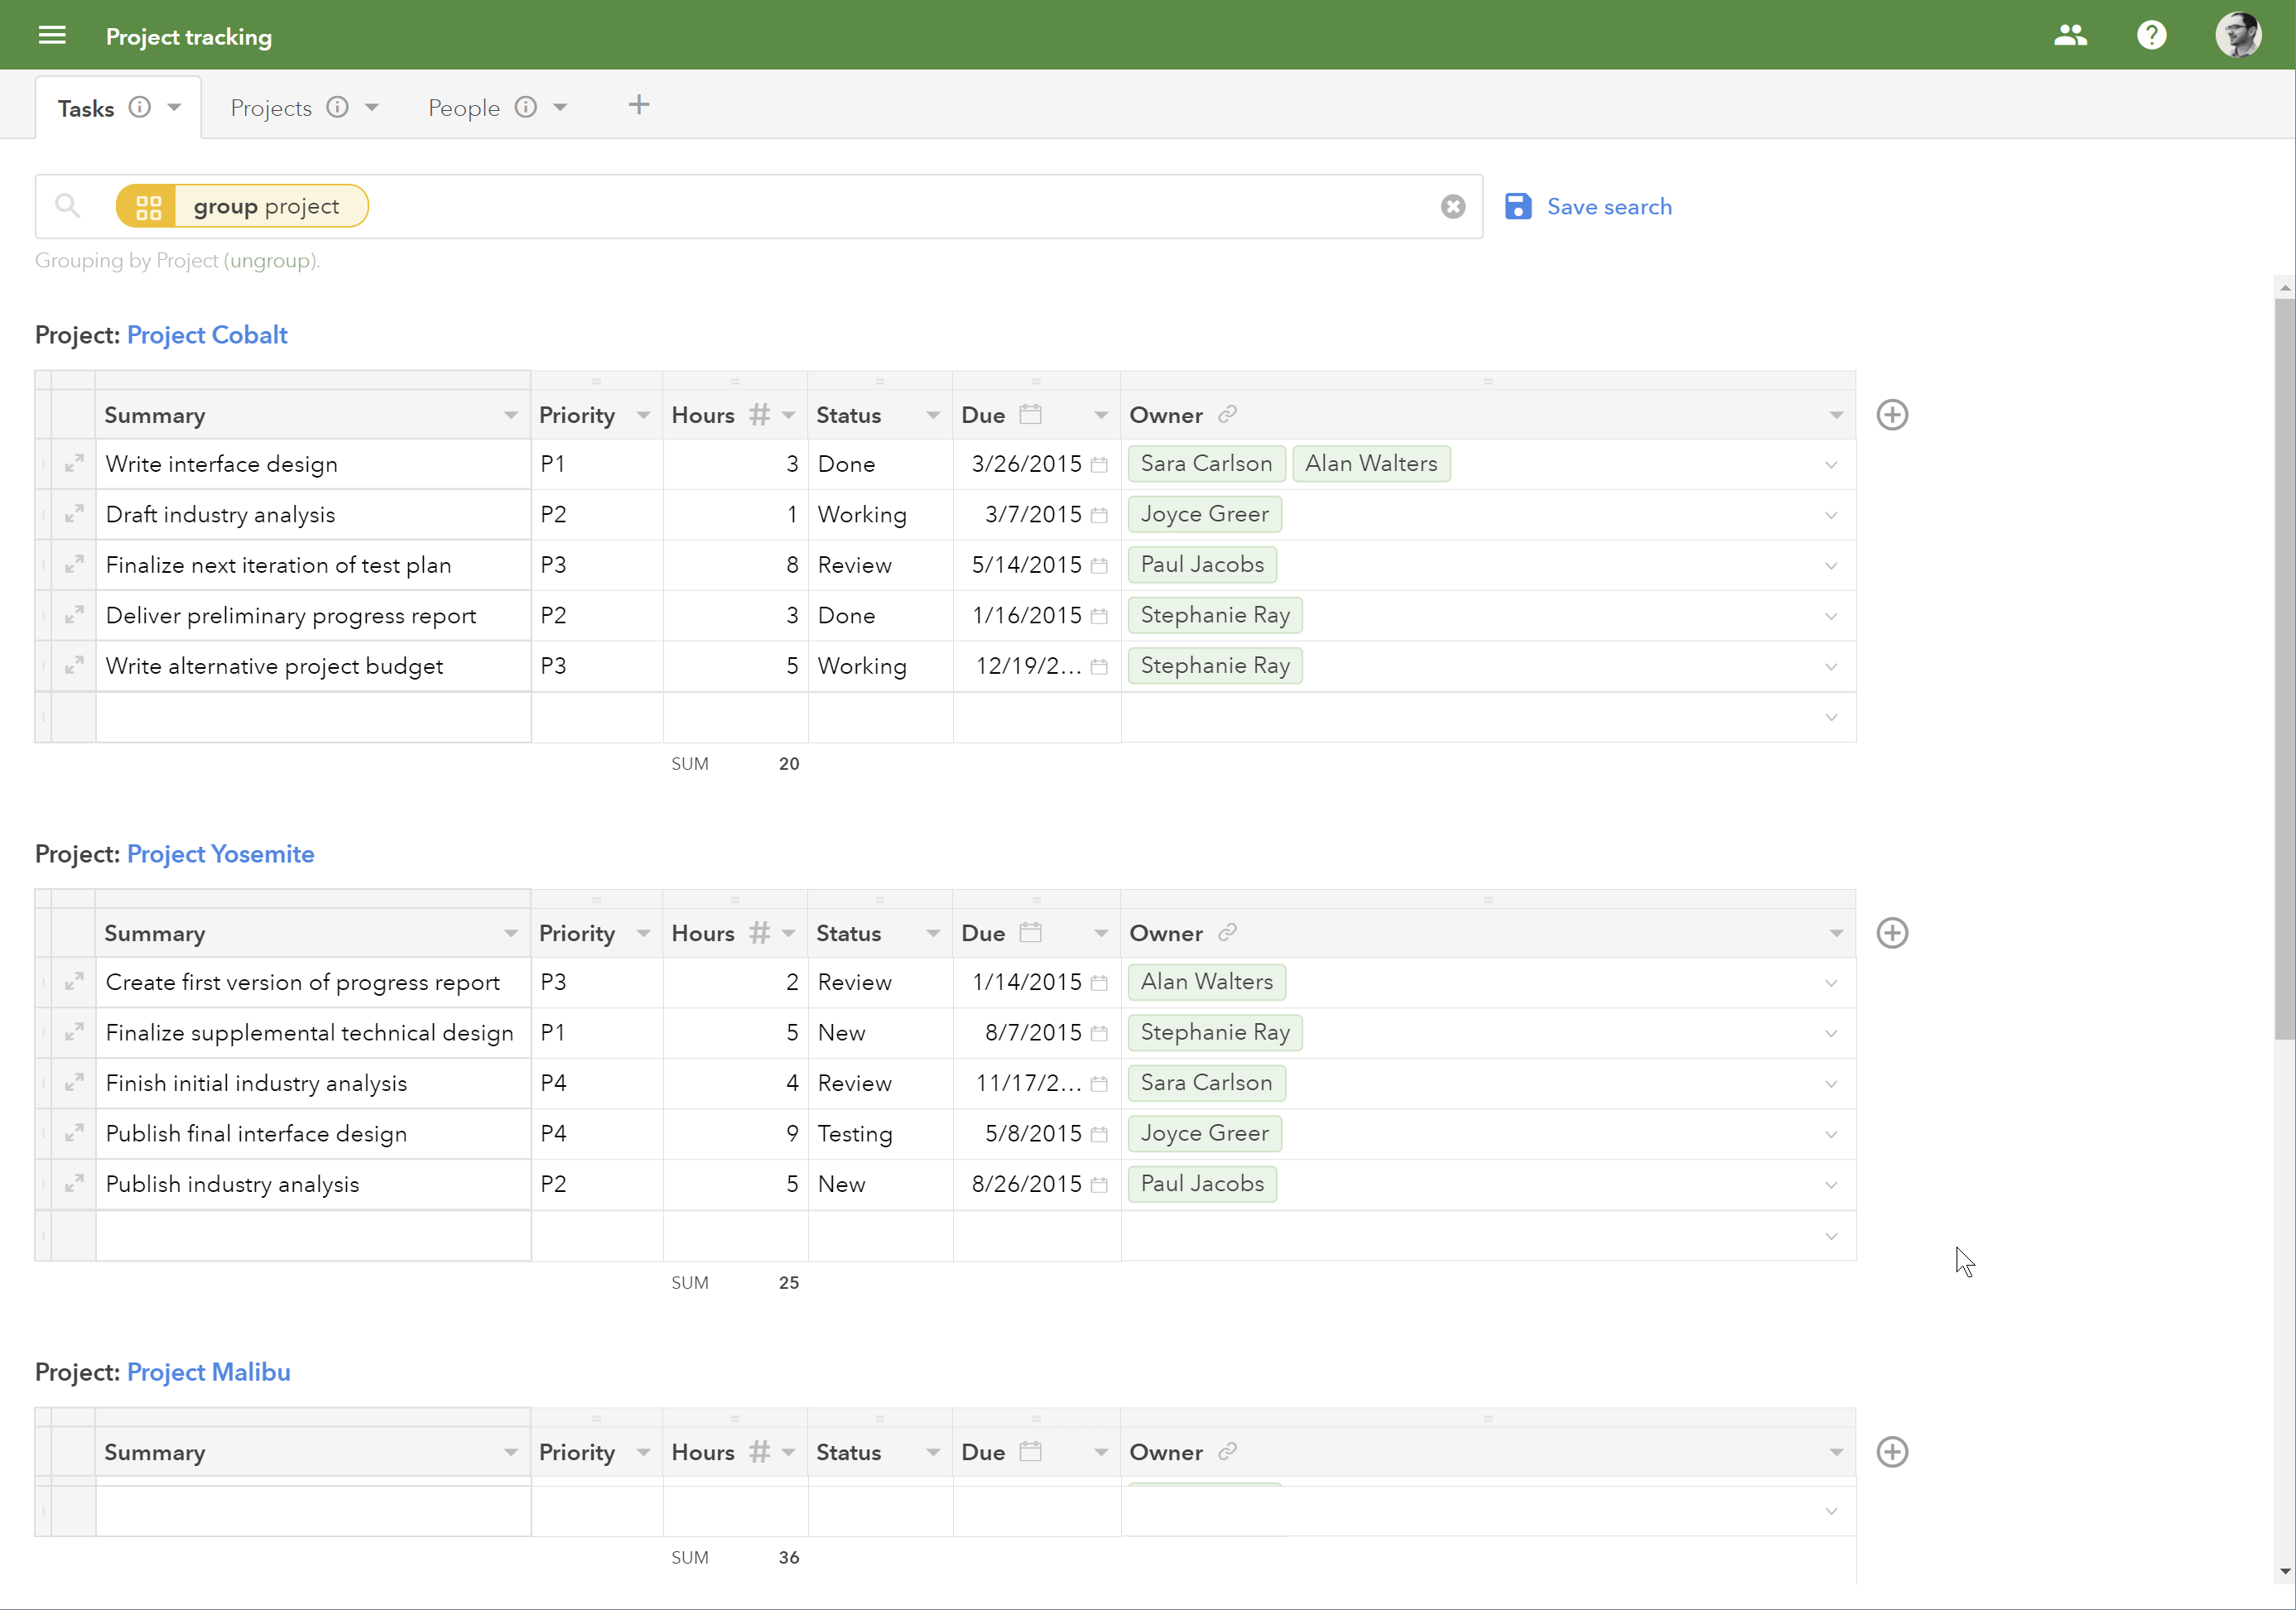 Project tracking
Tasks Projects People
group project Save search
Grouping by Project (ungroup).
Project: Project Cobalt
Summary Priority Hours # Status Due Owner
Write interface design P1 3 Done 3/26/2015 Sara Carlson Alan Walters
Draft industry analysis P2 1 Working 3/7/2015 Joyce Greer
Finalize next iteration of test plan P3 8 Review 5/14/2015 Paul Jacobs
Deliver preliminary progress report P2 3 Done 1/16/2015 Stephanie Ray
Write alternative project budget P3 5 Working 12/19/2... Stephanie Ray
SUM 20
Project: Project Yosemite
Summary Priority Hours # Status Due Owner
Create first version of progress report P3 2 Review 1/14/2015 Alan Walters
Finalize supplemental technical design P1 5 New 8/7/2015 Stephanie Ray
Finish initial industry analysis P4 4 Review 11/17/2... Sara Carlson
Publish final interface design P4 9 Testing 5/8/2015 Joyce Greer
Publish industry analysis P2 5 New 8/26/2015 Paul Jacobs
SUM 25
Project: Project Malibu
Summary Priority Hours # Status Due Owner
SUM 36